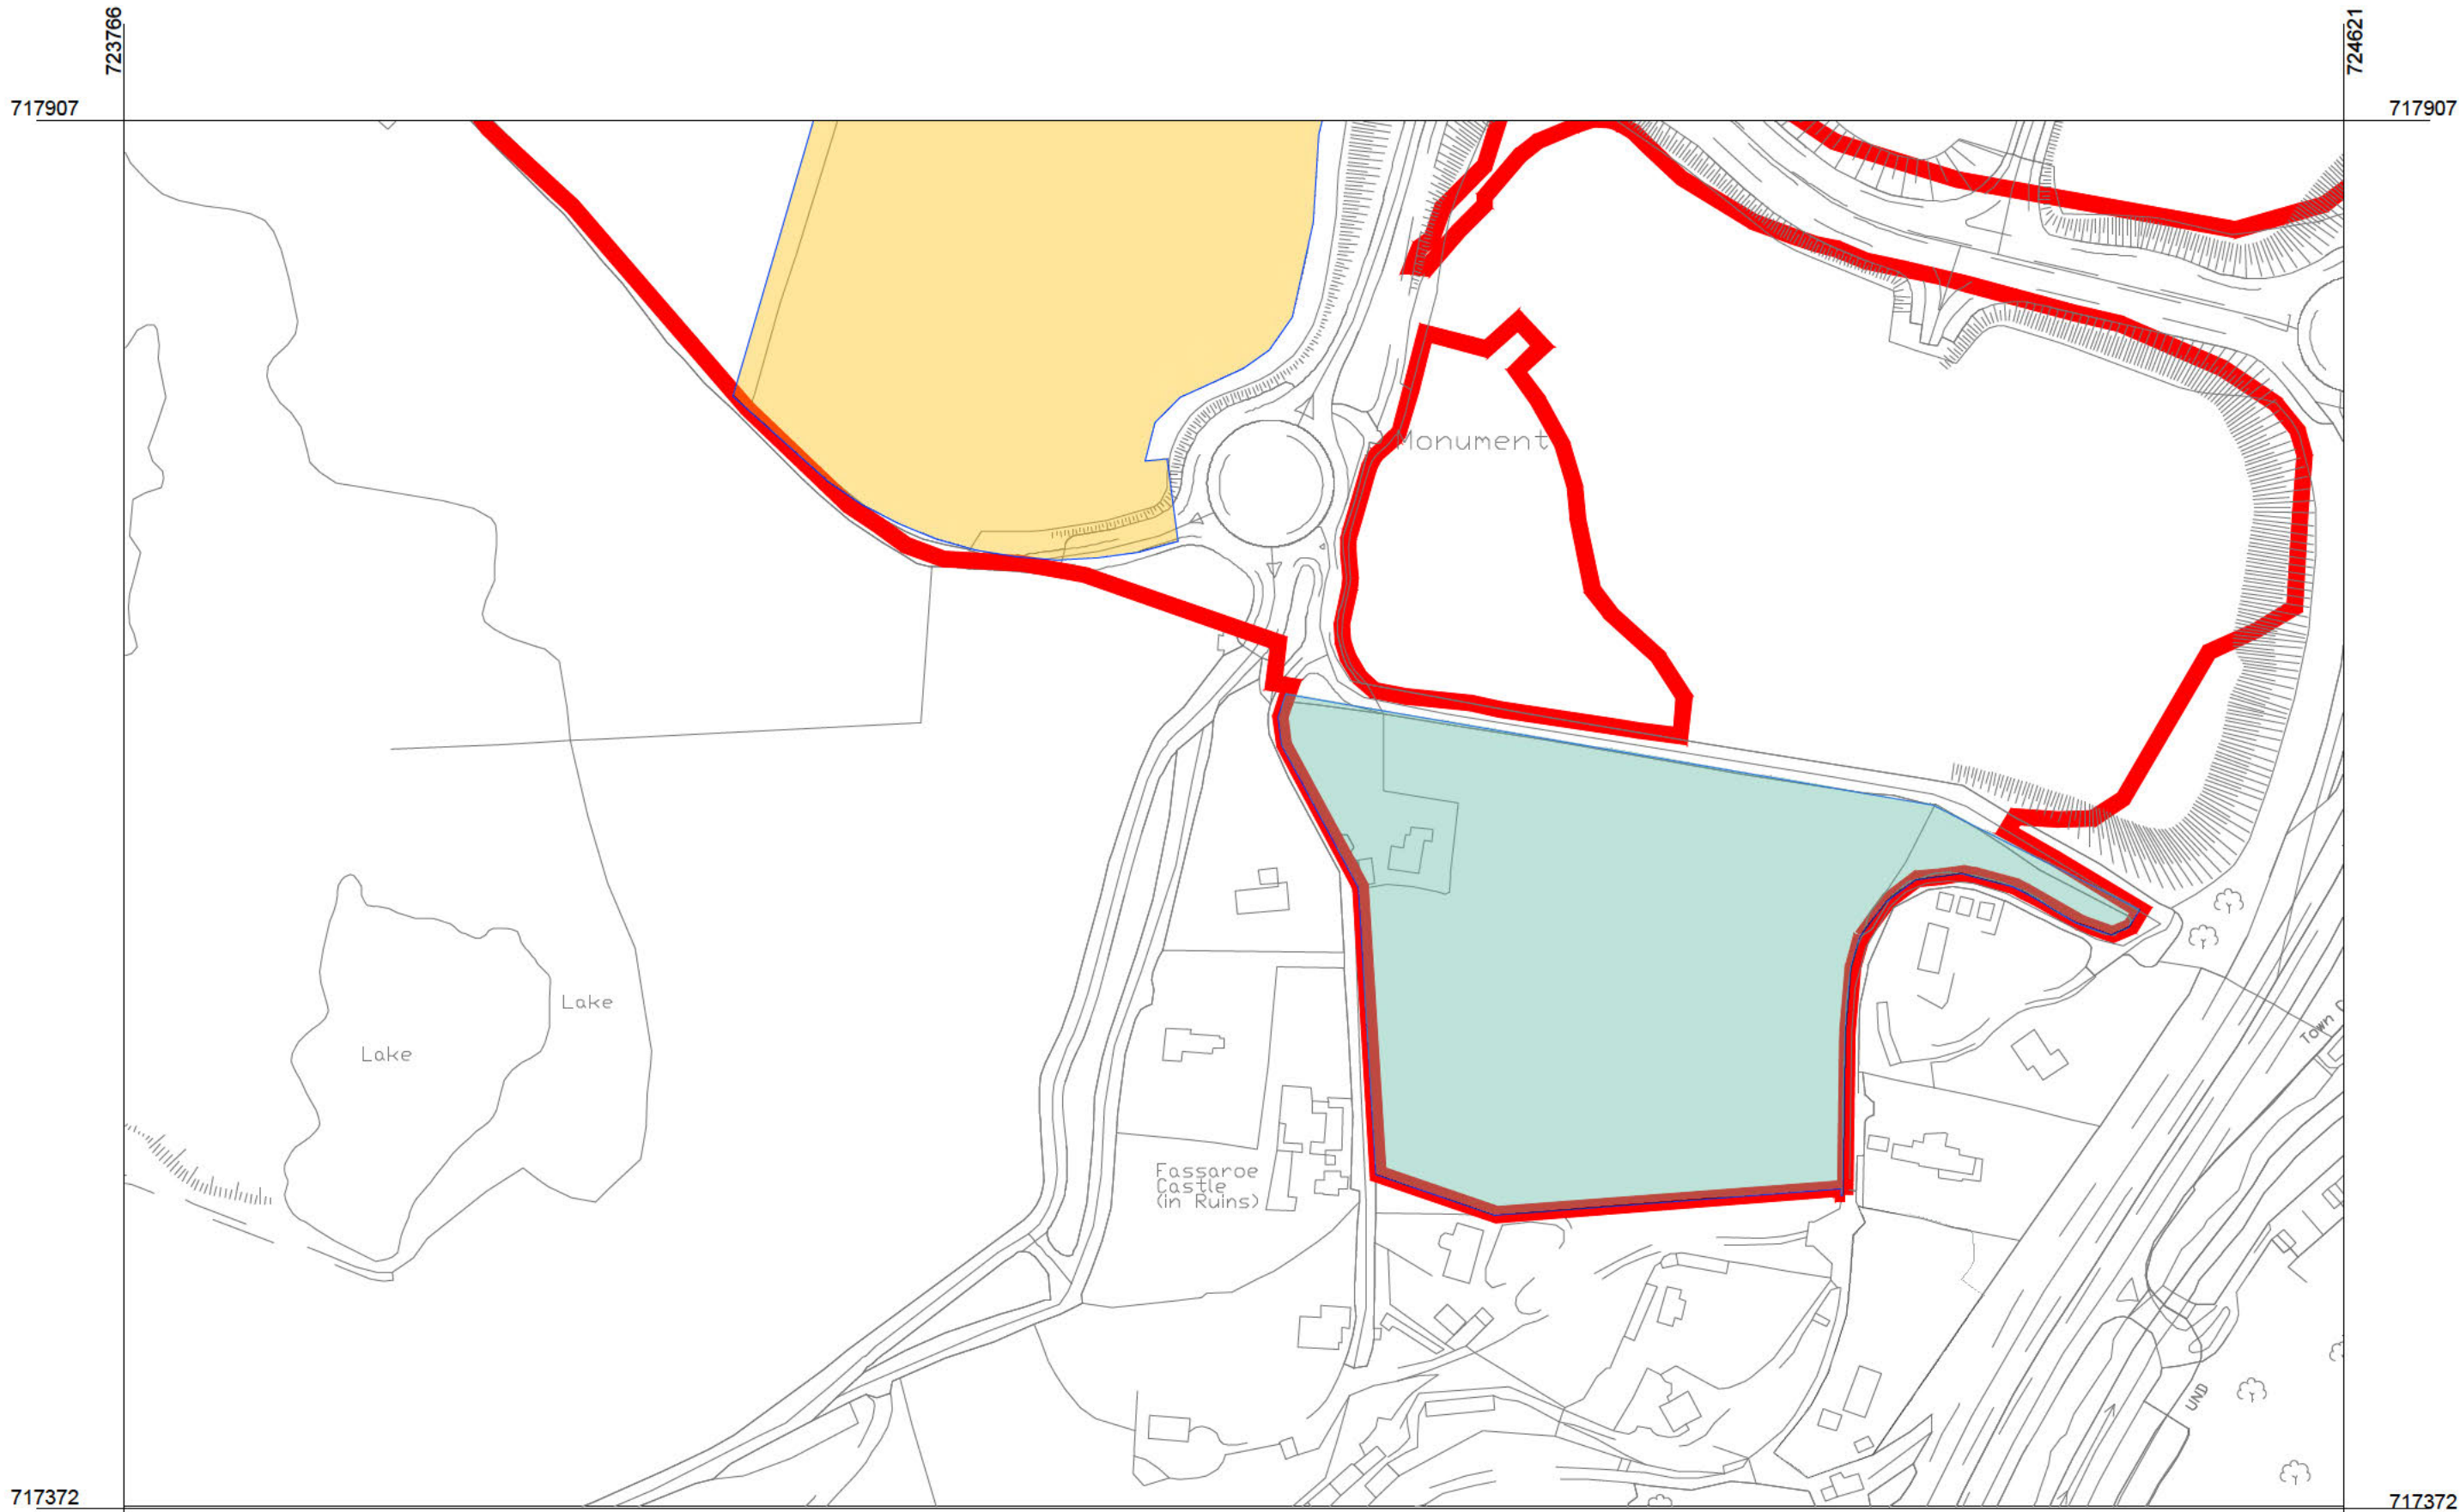 723766
724621
717907
717907
Monument
Lake
Lake
Town
Fassaroe
Castle
(in Ruins)
UND
717372
717372